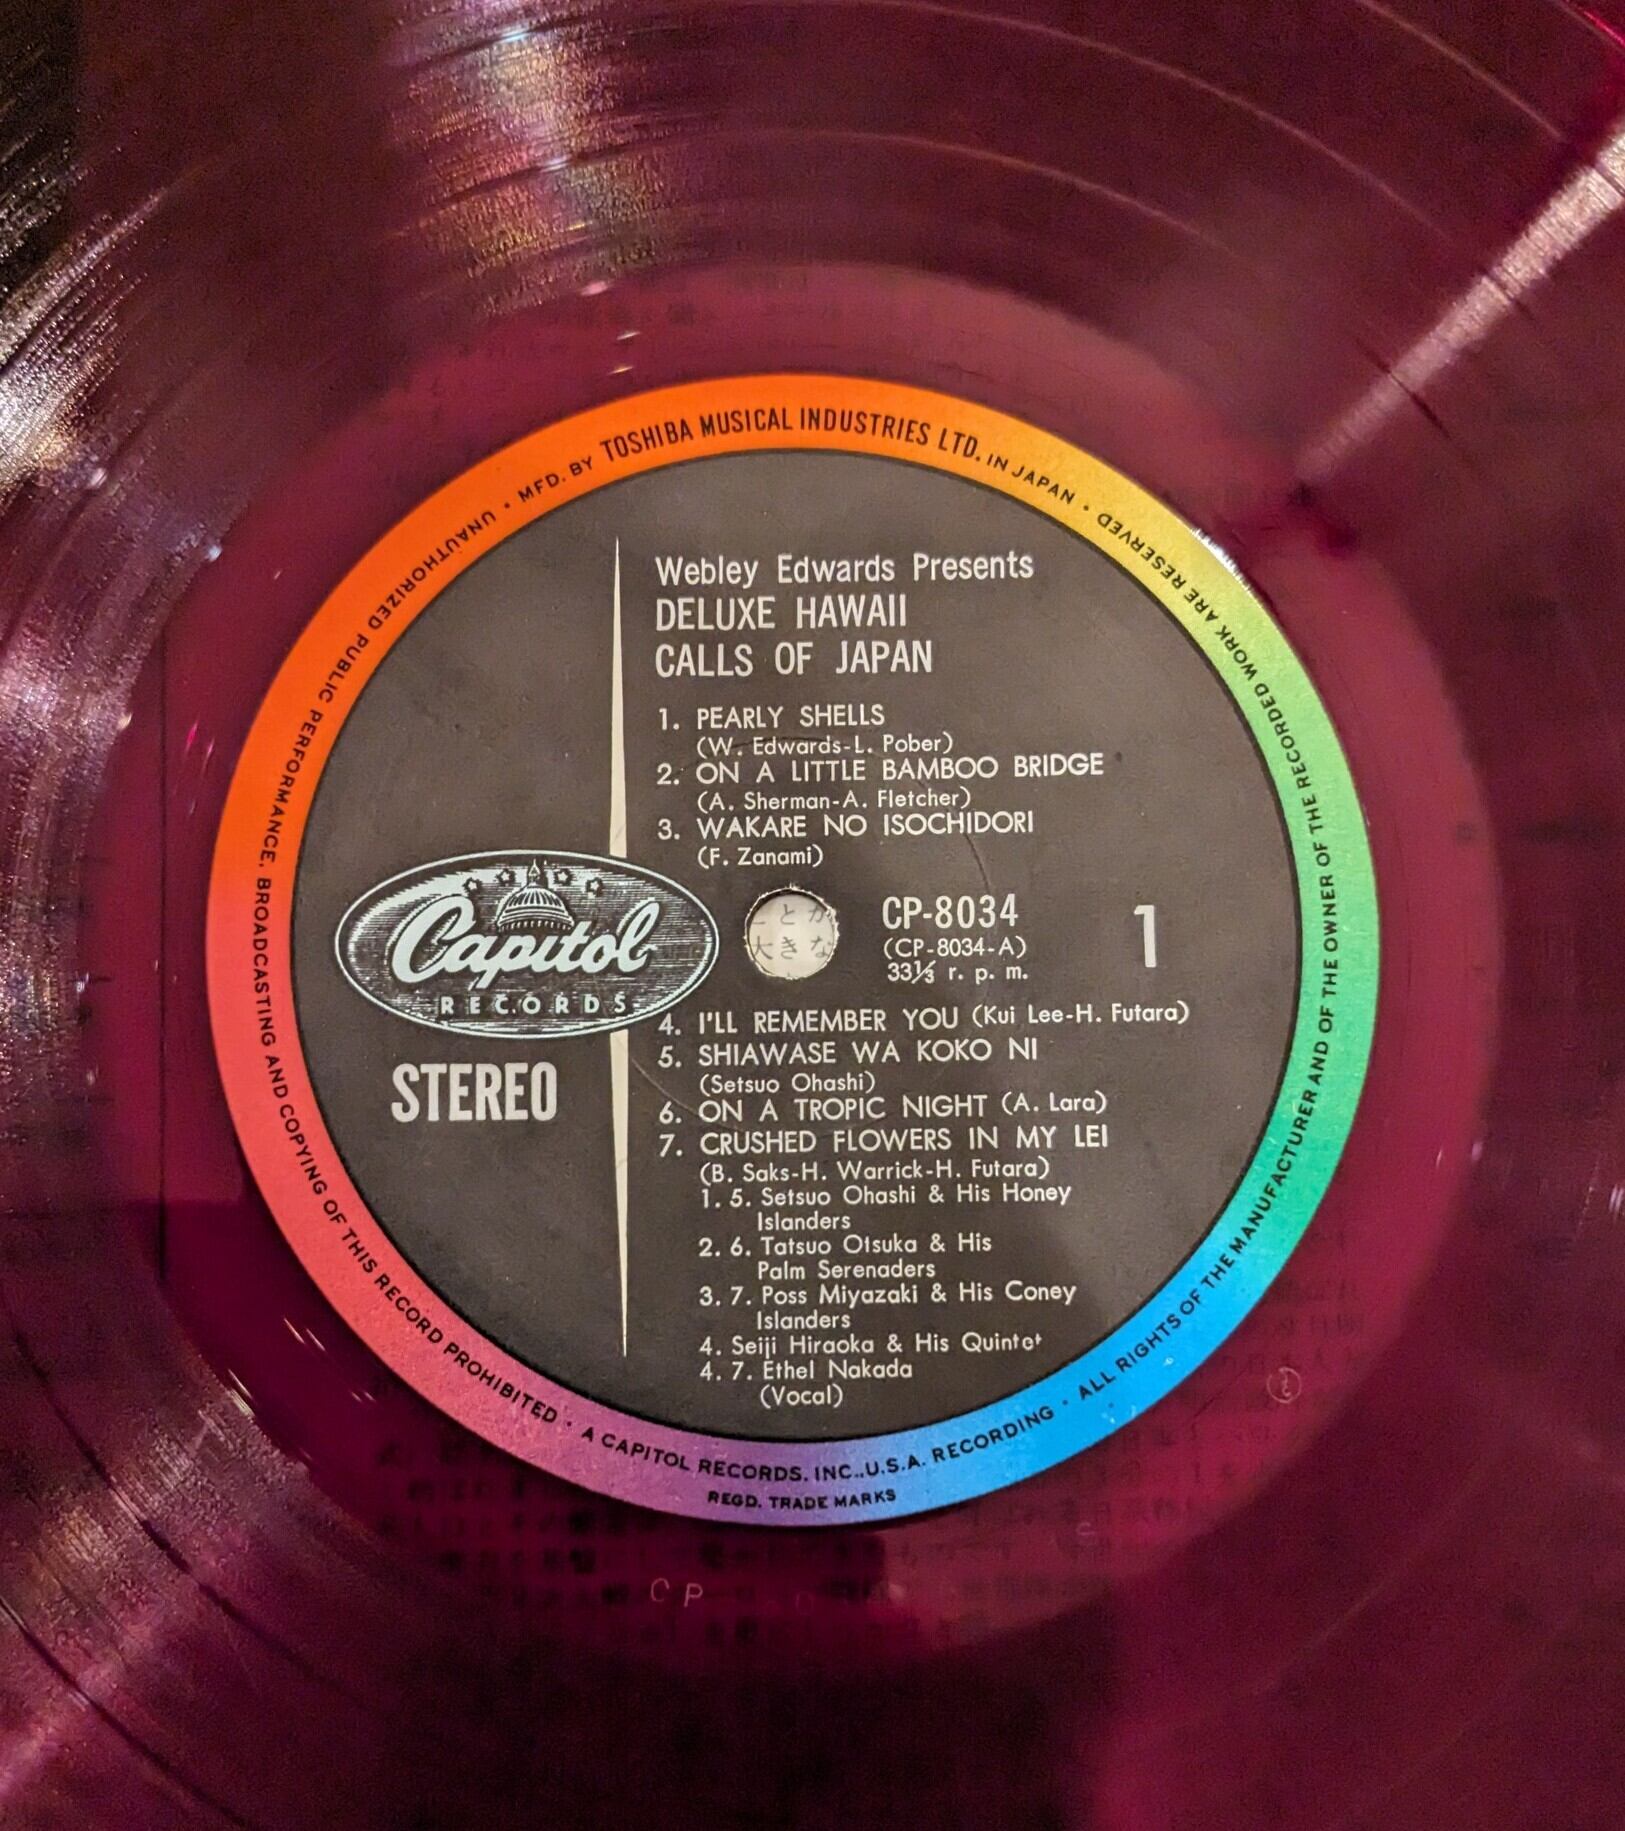 MFD. BY TOSHIBA MUSICAL INDUSTRIES LTD. IN JAPAN • ALL RIGHTS OF THE MANUFACTURER AND OF THE OWNER OF THE RECORDED WORK ARE RESERVED • UNAUTHORIZED PUBLIC PERFORMANCE, BROADCASTING AND COPYING OF THIS RECORD PROHIBITED • A CAPITOL RECORDS. INC., U.S.A. RECORDING •
REGD. TRADE MARKS
Webley Edwards Presents
DELUXE HAWAII
CALLS OF JAPAN
1. PEARLY SHELLS
(W. Edwards-L. Pober)
2. ON A LITTLE BAMBOO BRIDGE
(A. Sherman-A. Fletcher)
3. WAKARE NO ISOCHIDORI
(F. Zanami)
Capitol
RECORDS
STEREO
とか
大きな
CP-8034
(CP-8034-A)
33⅓ r. p. m.
1
4. I'LL REMEMBER YOU (Kui Lee-H. Futara)
5. SHIAWASE WA KOKO NI
(Setsuo Ohashi)
6. ON A TROPIC NIGHT (A. Lara)
7. CRUSHED FLOWERS IN MY LEI
(B. Saks-H. Warrick-H. Futara)
1. 5. Setsuo Ohashi & His Honey
Islanders
2. 6. Tatsuo Otsuka & His
Palm Serenaders
3. 7. Poss Miyazaki & His Coney
Islanders
4. Seiji Hiraoka & His Quintet
4. 7. Ethel Nakada
(Vocal)
CP